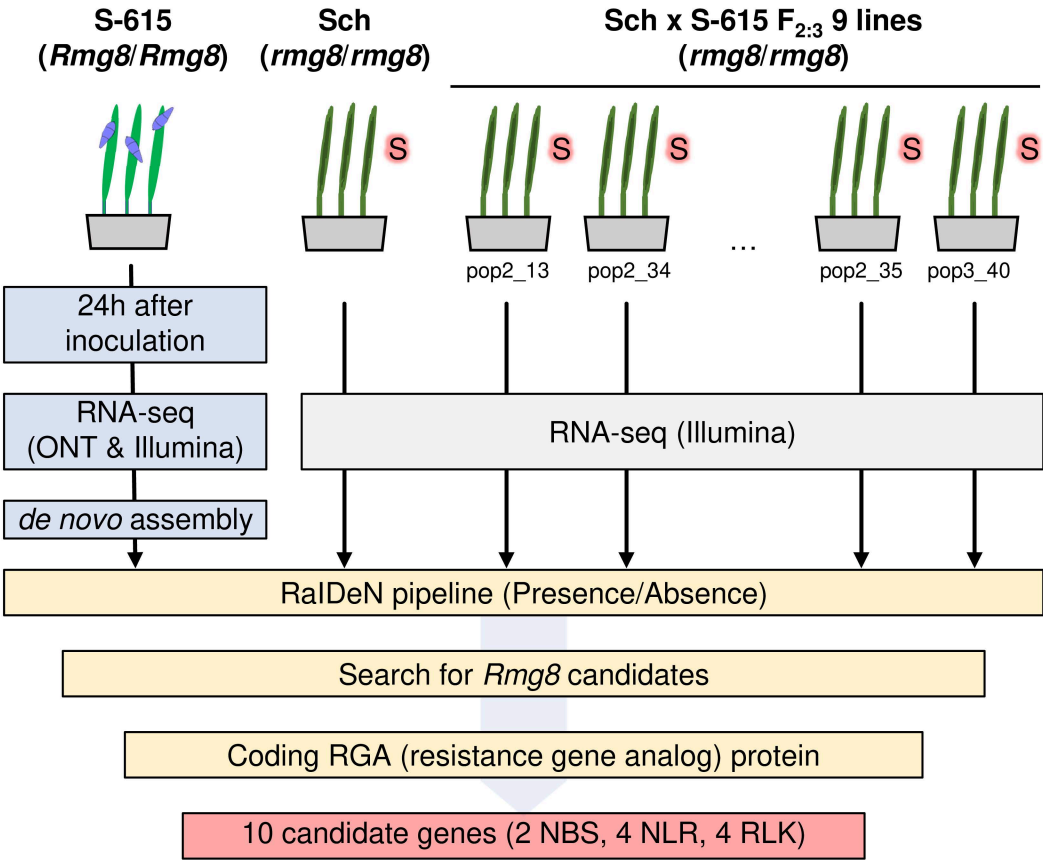 S-615
(Rmg8/Rmg8)
Sch
(rmg8/rmg8)
Sch x S-615 F2:3 9 lines
(rmg8/rmg8)
S
S
S
S
S
pop2_13
pop2_34
...
pop2_35
pop3_40
24h after
inoculation
RNA-seq
(ONT & Illumina)
RNA-seq (Illumina)
de novo assembly
RaIDeN pipeline (Presence/Absence)
Search for Rmg8 candidates
Coding RGA (resistance gene analog) protein
10 candidate genes (2 NBS, 4 NLR, 4 RLK)